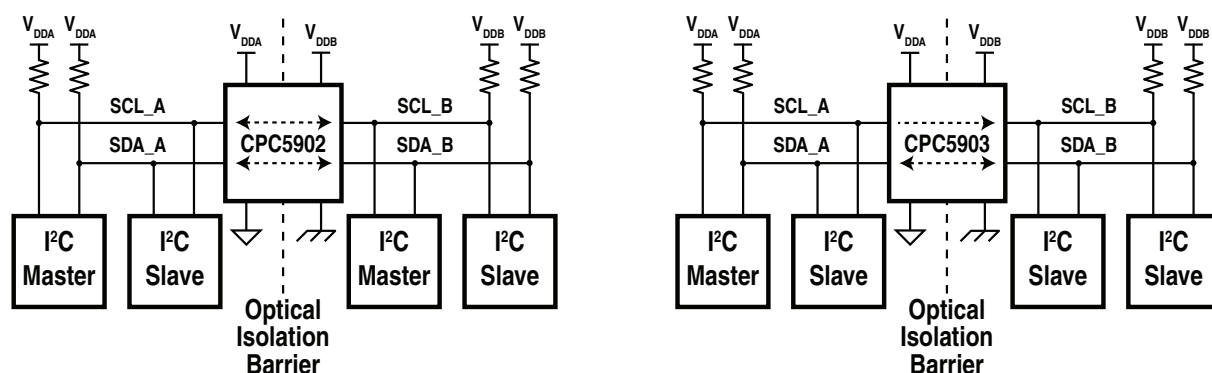 VDDA VDDA VDDA VDDB VDDB VDDB
SCL_A SCL_B
CPC5902
SDA_A SDA_B
I²C Master
I²C Slave
I²C Master
I²C Slave
Optical
Isolation
Barrier
VDDA VDDA VDDA VDDB VDDB VDDB
SCL_A SCL_B
CPC5903
SDA_A SDA_B
I²C Master
I²C Slave
I²C Slave
I²C Slave
Optical
Isolation
Barrier